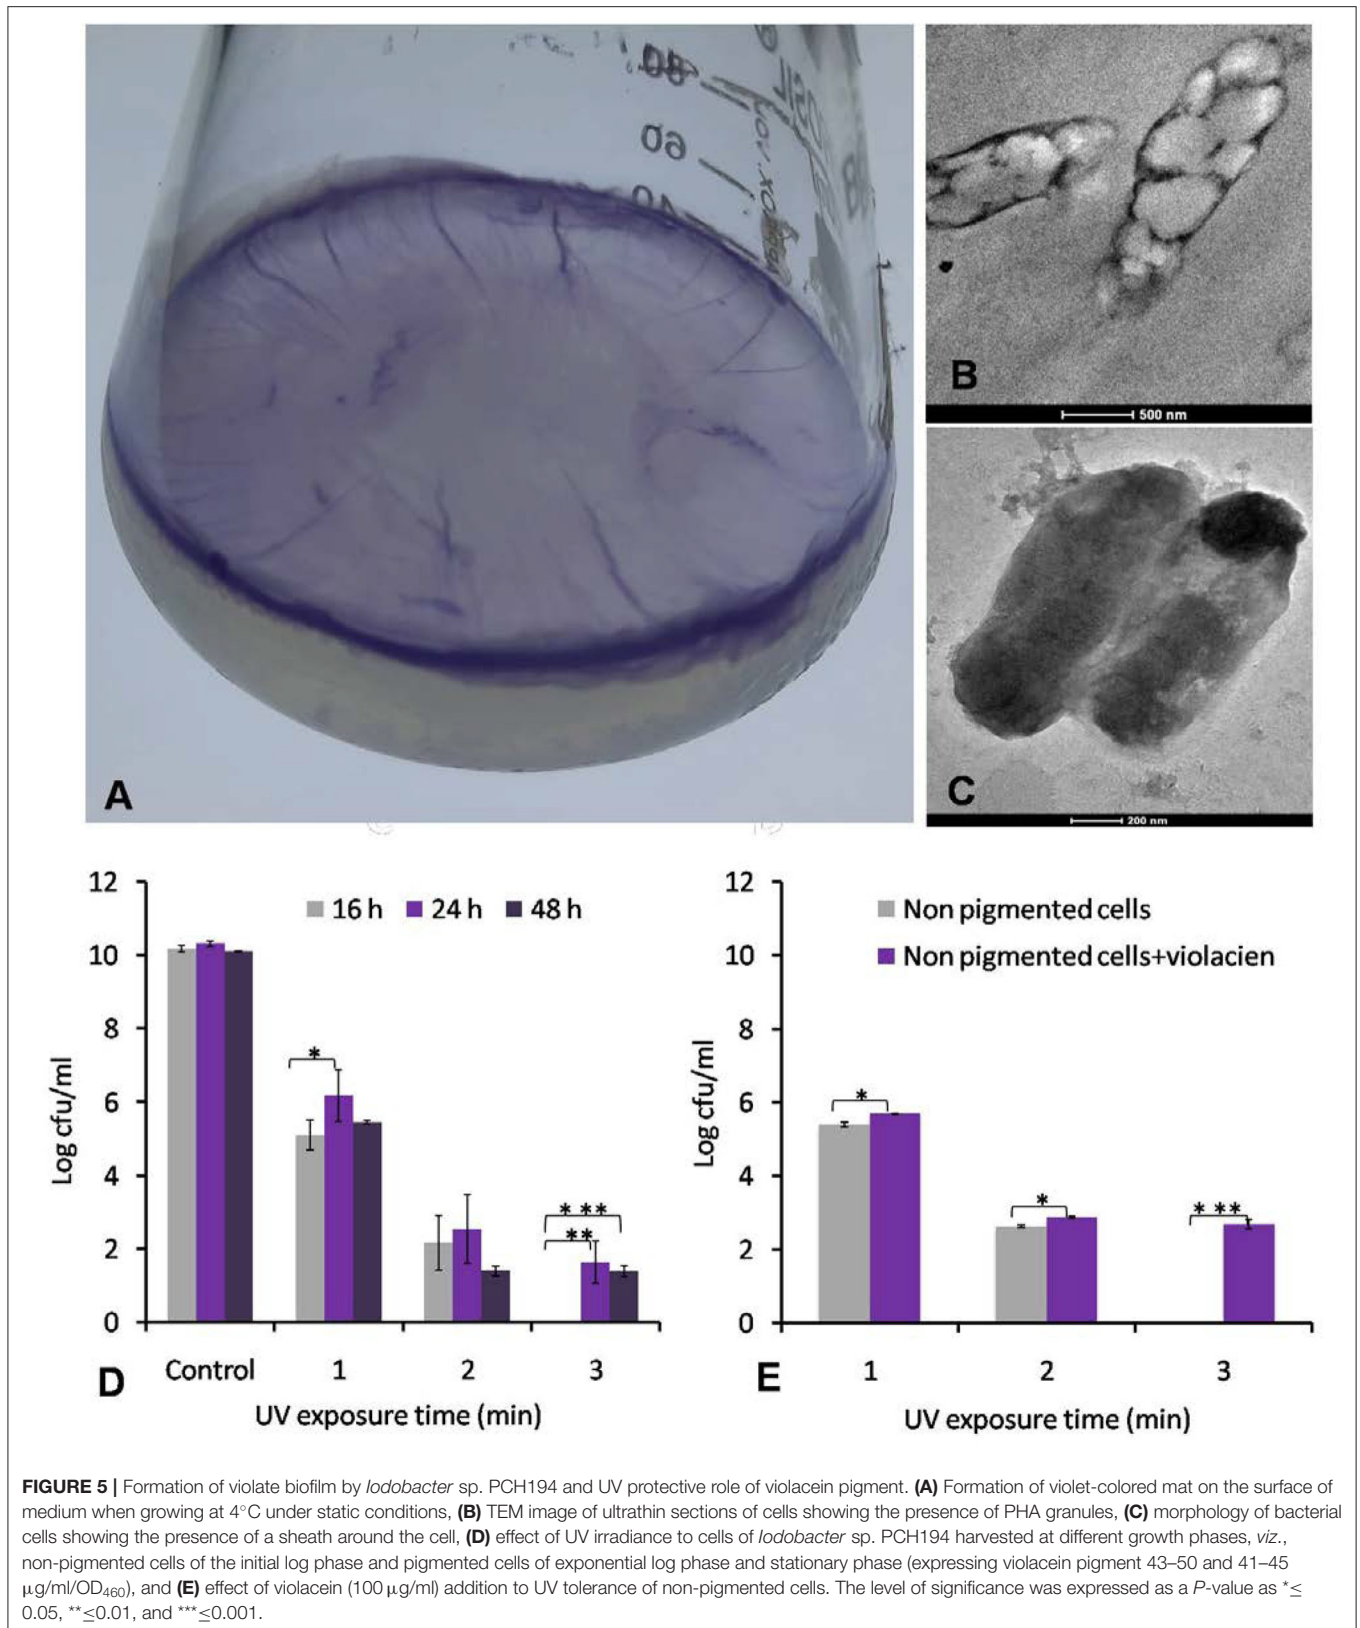 80
60
40
A
B
500 nm
C
200 nm
12
10
8
6
4
2
0
Log cfu/ml
16 h 24 h 48 h
*
* **
**
Control 1 2 3
D
UV exposure time (min)
12
10
8
6
4
2
0
Log cfu/ml
Non pigmented cells
Non pigmented cells+violacien
*
*
* **
1 2 3
E
UV exposure time (min)
FIGURE 5 | Formation of violate biofilm by Iodobacter sp. PCH194 and UV protective role of violacein pigment. (A) Formation of violet-colored mat on the surface of
medium when growing at 4°C under static conditions, (B) TEM image of ultrathin sections of cells showing the presence of PHA granules, (C) morphology of bacterial
cells showing the presence of a sheath around the cell, (D) effect of UV irradiance to cells of Iodobacter sp. PCH194 harvested at different growth phases, viz.,
non-pigmented cells of the initial log phase and pigmented cells of exponential log phase and stationary phase (expressing violacein pigment 43–50 and 41–45
μg/ml/OD460), and (E) effect of violacein (100 μg/ml) addition to UV tolerance of non-pigmented cells. The level of significance was expressed as a P-value as *≤
0.05, **≤0.01, and ***≤0.001.